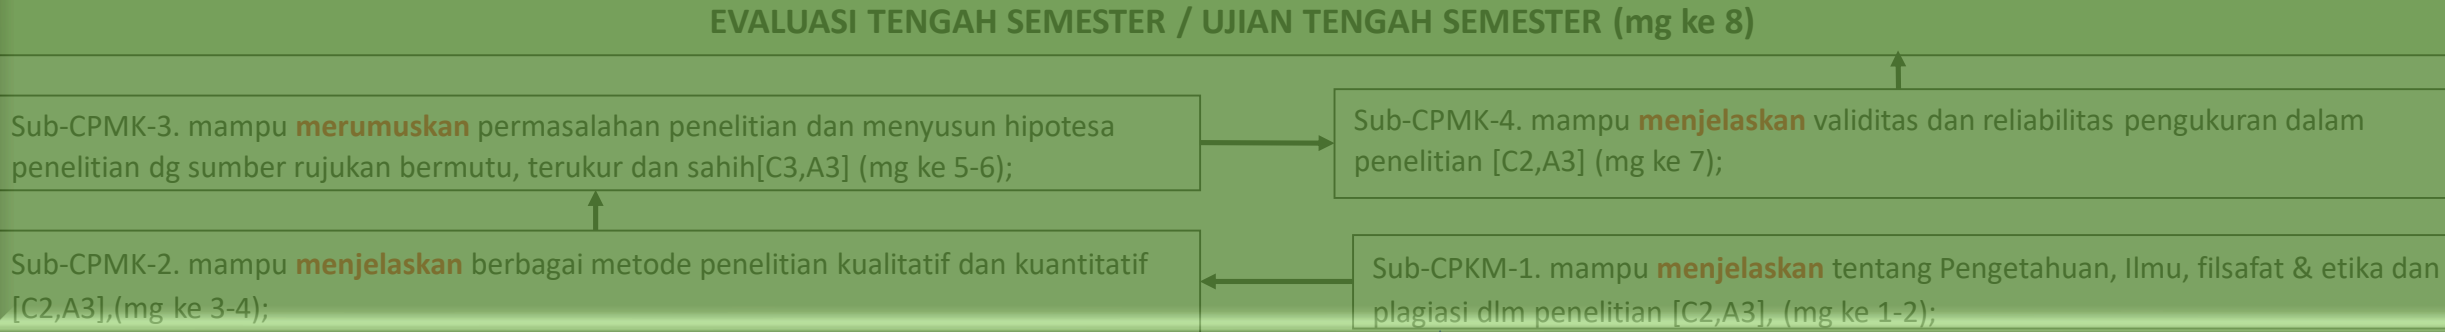 EVALUASI TENGAH SEMESTER / UJIAN TENGAH SEMESTER (mg ke 8)
Sub-CPMK-3. mampu merumuskan permasalahan penelitian dan menyusun hipotesa
penelitian dg sumber rujukan bermutu, terukur dan sahih[C3,A3] (mg ke 5-6);
Sub-CPMK-4. mampu menjelaskan validitas dan reliabilitas pengukuran dalam
penelitian [C2,A3] (mg ke 7);
Sub-CPMK-2. mampu menjelaskan berbagai metode penelitian kualitatif dan kuantitatif
[C2,A3],(mg ke 3-4);
Sub-CPKM-1. mampu menjelaskan tentang Pengetahuan, Ilmu, filsafat & etika dan
plagiasi dlm penelitian [C2,A3], (mg ke 1-2);